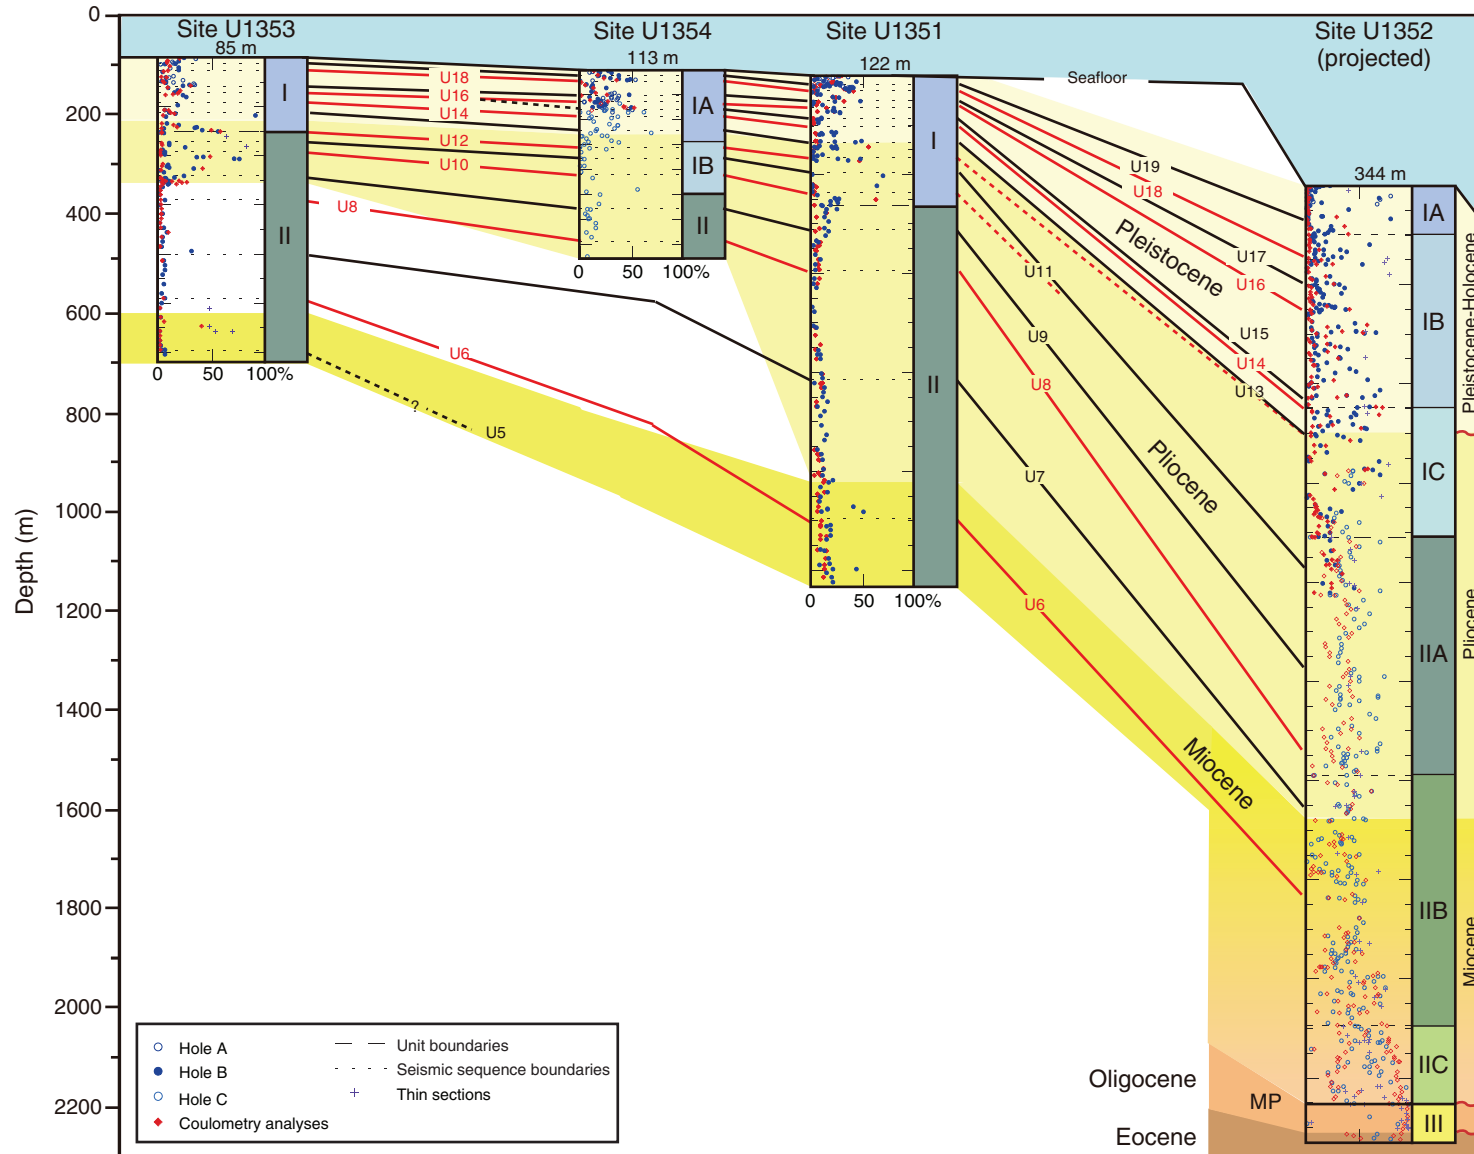 Site U1353
85 m
Site U1354
113 m
Site U1351
122 m
Site U1352
(projected)
344 m
Depth (m)
0
200
400
600
800
1000
1200
1400
1600
1800
2000
2200
I
II
0 50 100%
IA
IB
II
0 50 100%
I
II
0 50 100%
IA
IB
IC
IIA
IIB
IIC
III
U18
U16
U14
U12
U10
U8
U6
?
U5
Seafloor
U19
U18
U17
U16
U15
U14
U13
U11
U9
U8
U7
U6
Pleistocene
Pliocene
Miocene
Pleistocene-Holocene
Pliocene
Miocene
Oligocene
MP
Eocene
Hole A
Hole B
Hole C
Coulometry analyses
Unit boundaries
Seismic sequence boundaries
Thin sections